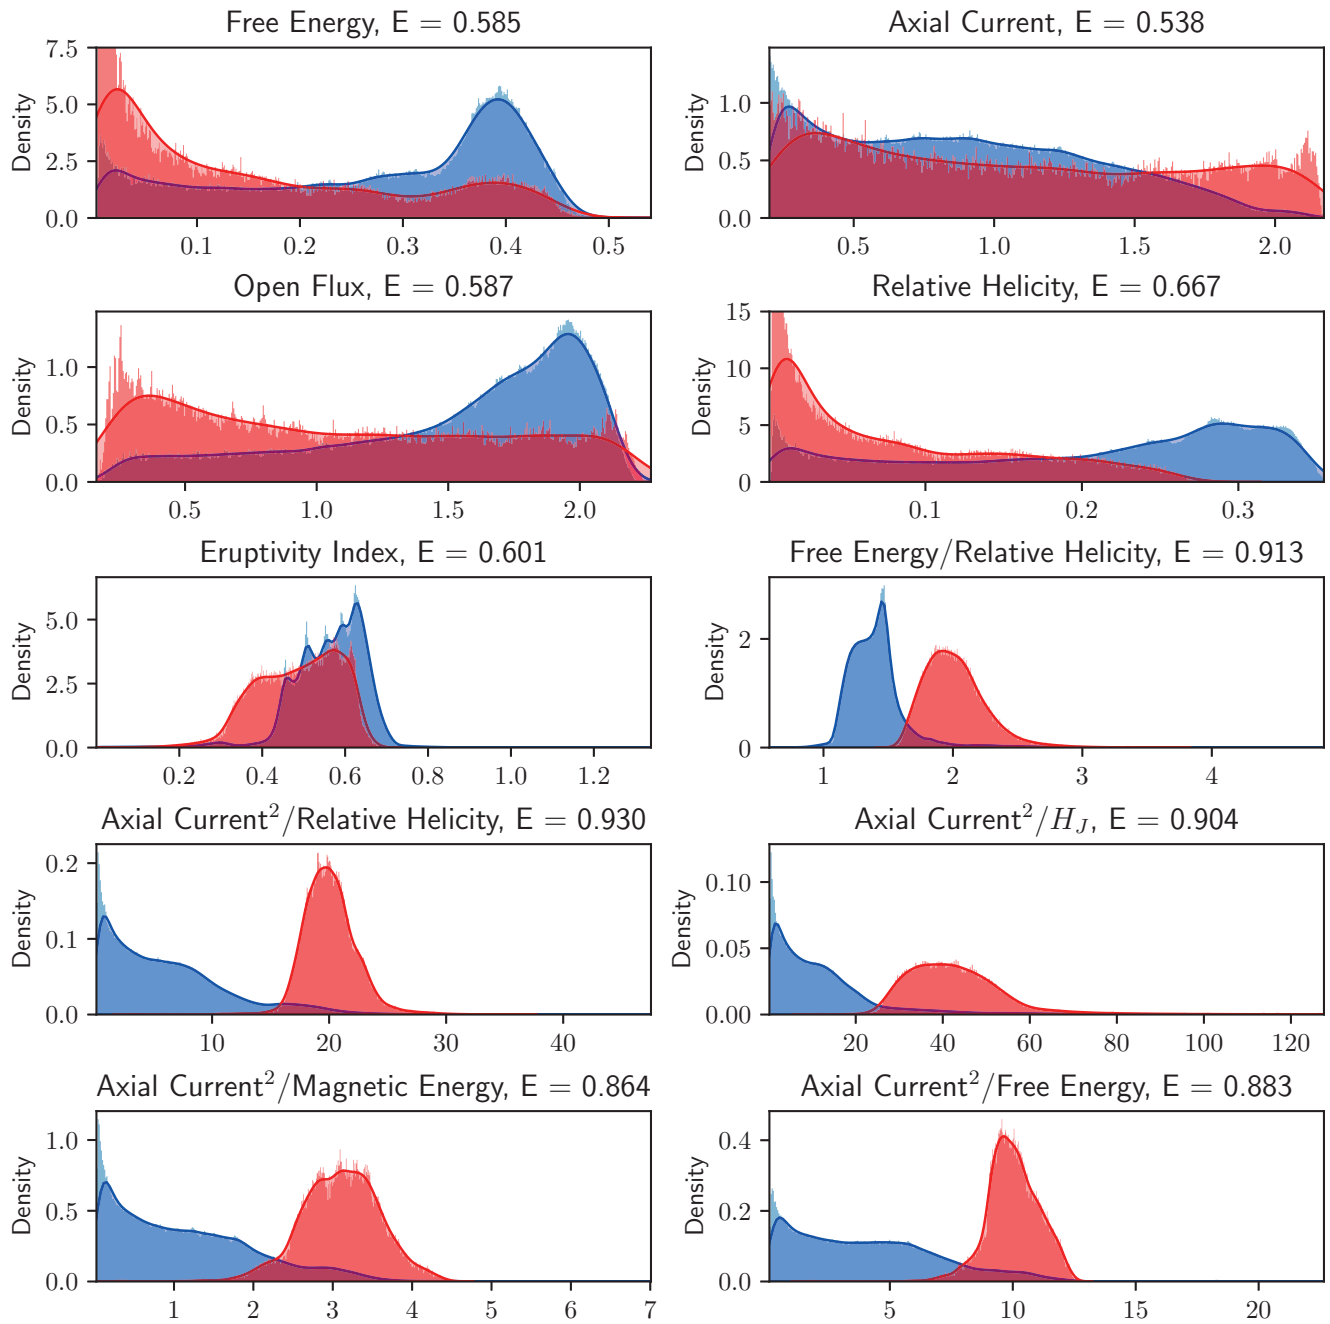 Free Energy, E = 0.585
Axial Current, E = 0.538
Density
7.5
5.0
2.5
0.0
0.1 0.2 0.3 0.4 0.5
Density
1.0
0.5
0.0
0.5 1.0 1.5 2.0
Open Flux, E = 0.587
Relative Helicity, E = 0.667
Density
1.0
0.5
0.0
0.5 1.0 1.5 2.0
Density
15
10
5
0
0.1 0.2 0.3
Eruptivity Index, E = 0.601
Free Energy/Relative Helicity, E = 0.913
Density
5.0
2.5
0.0
0.2 0.4 0.6 0.8 1.0 1.2
Density
2
0
1 2 3 4
Axial Current²/Relative Helicity, E = 0.930
Axial Current²/H_J, E = 0.904
Density
0.2
0.1
0.0
10 20 30 40
Density
0.10
0.05
0.00
20 40 60 80 100 120
Axial Current²/Magnetic Energy, E = 0.864
Axial Current²/Free Energy, E = 0.883
Density
1.0
0.5
0.0
1 2 3 4 5 6 7
Density
0.4
0.2
0.0
5 10 15 20